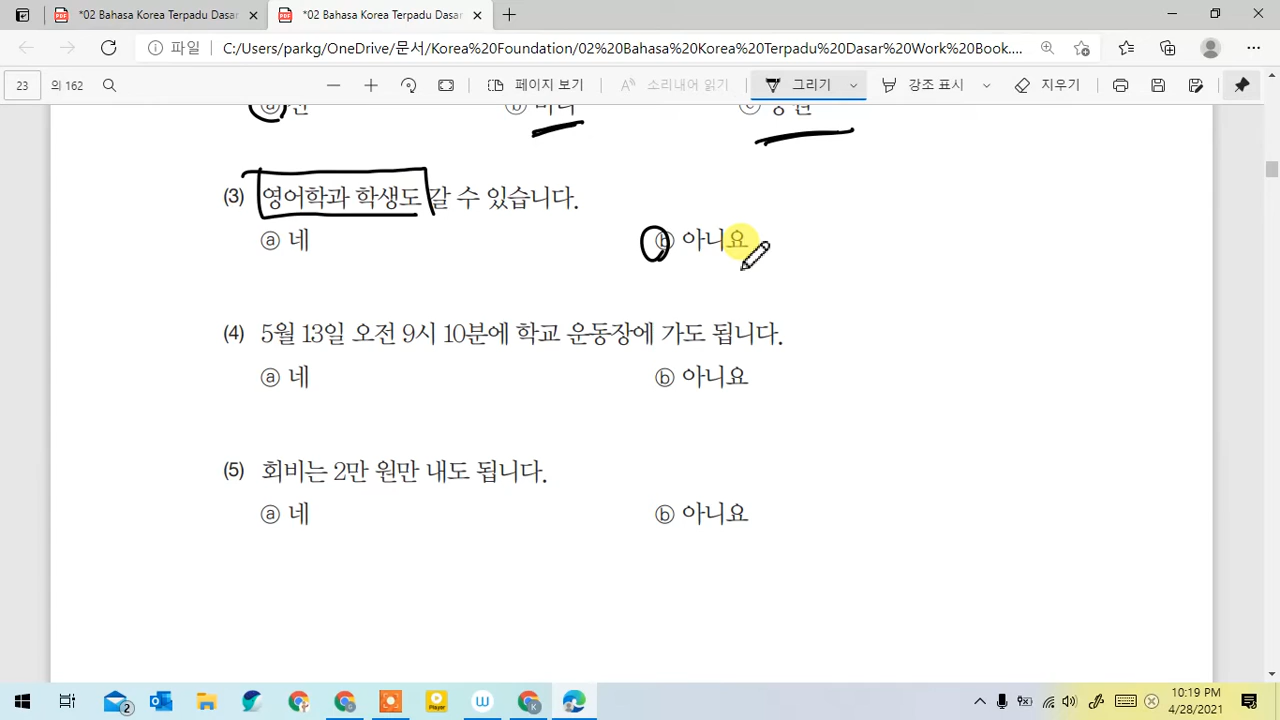 *02 Bahasa Korea Terpadu Dasar
*02 Bahasa Korea Terpadu Dasar
파일
C:/Users/parkg/OneDrive/문서/Korea%20Foundation/02%20Bahasa%20Korea%20Terpadu%20Dasar%20Work%20Book....
23 의 162
페이지 보기
소리내어 읽기
그리기
강조 표시
지우기
(3) 영어학과 학생도 갈 수 있습니다.
ⓐ 네 ⓑ 아니요
(4) 5월 13일 오전 9시 10분에 학교 운동장에 가도 됩니다.
ⓐ 네 ⓑ 아니요
(5) 회비는 2만 원만 내도 됩니다.
ⓐ 네 ⓑ 아니요
2
Player
10:19 PM
4/28/2021